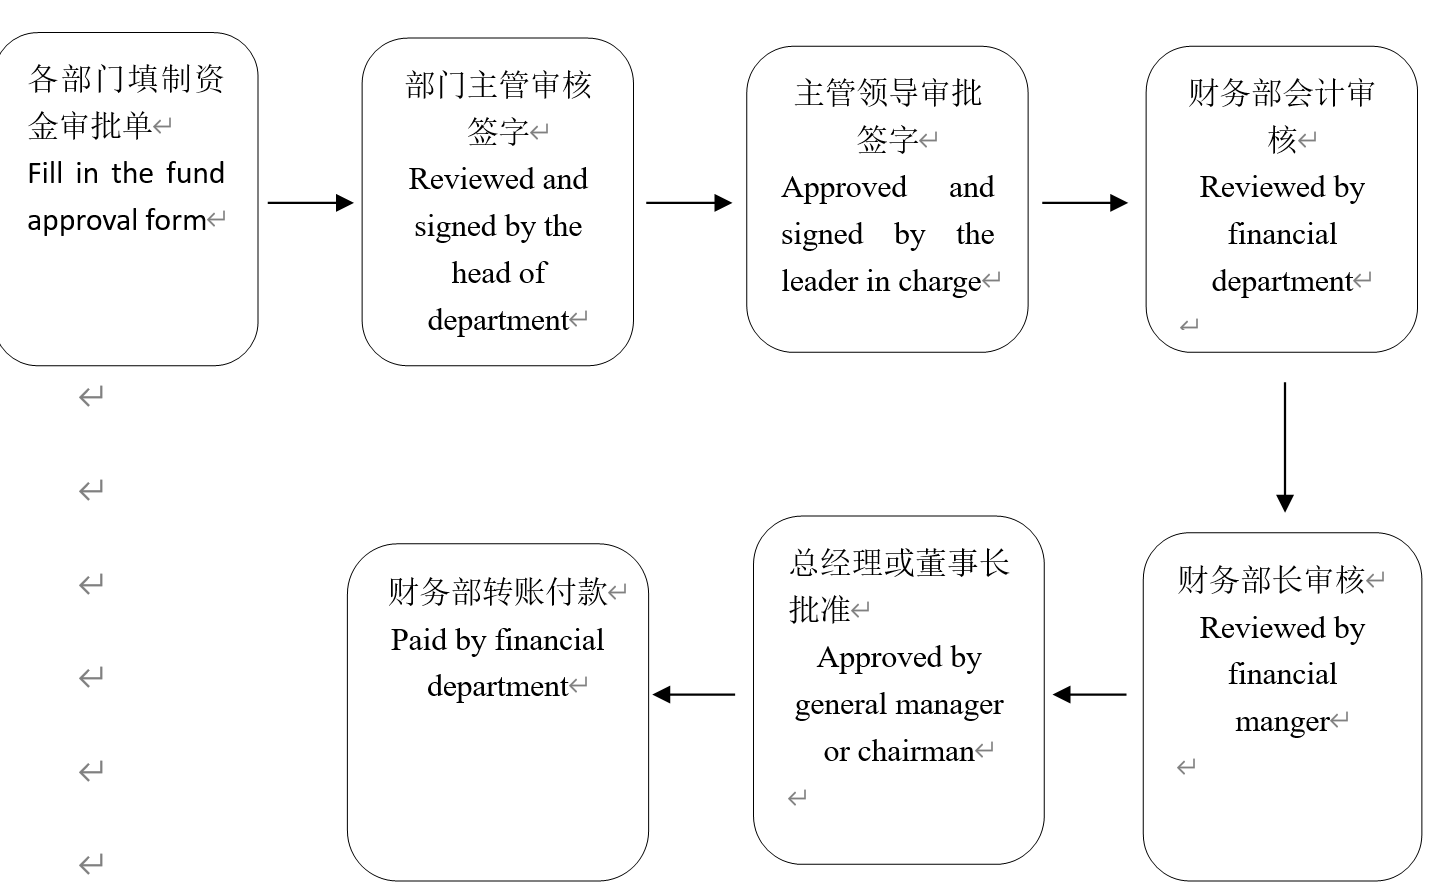 各部门填制资
金审批单
Fill in the fund
approval form
部门主管审核
签字
Reviewed and
signed by the
head of
department
主管领导审批
签字
Approved and
signed by the
leader in charge
财务部会计审
核
Reviewed by
financial
department
财务部长审核
Reviewed by
financial
manger
总经理或董事长
批准
Approved by
general manager
or chairman
财务部转账付款
Paid by financial
department